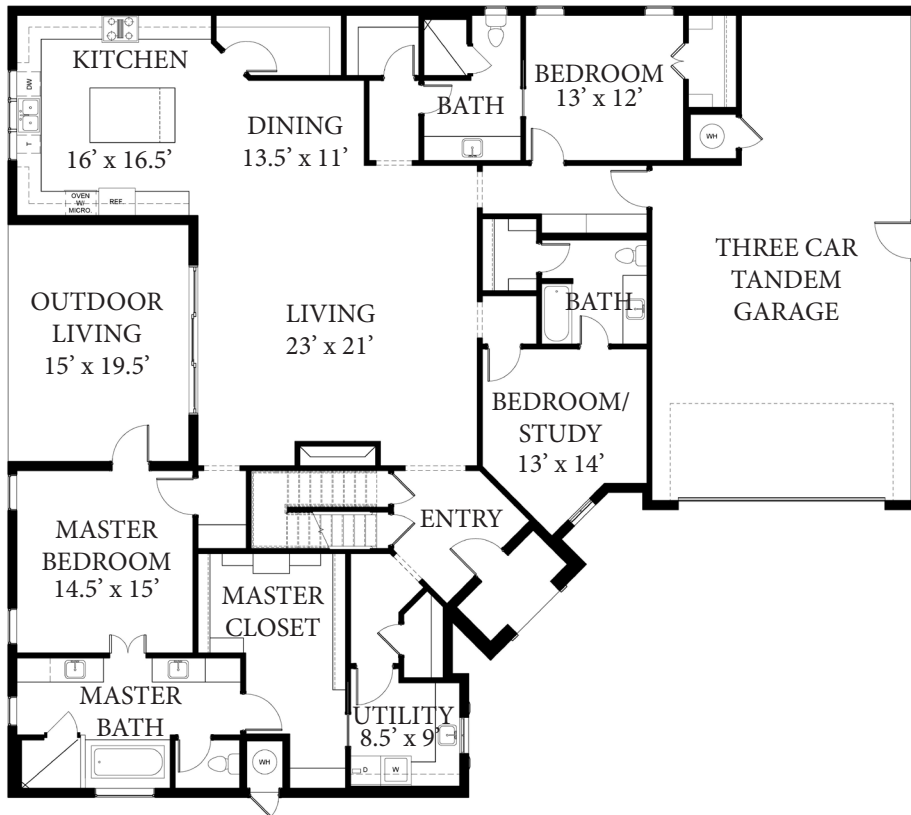 KITCHEN
16’ x 16.5’
DW
T
OVEN
W/
MICRO.
REF.
DINING
13.5’ x 11’
BATH
BEDROOM
13’ x 12’
WH
THREE CAR
TANDEM
GARAGE
OUTDOOR
LIVING
15’ x 19.5’
LIVING
23’ x 21’
BATH
BEDROOM/
STUDY
13’ x 14’
ENTRY
MASTER
BEDROOM
14.5’ x 15’
MASTER
CLOSET
MASTER
BATH
UTILITY
8.5’ x 9’
WH
D
W